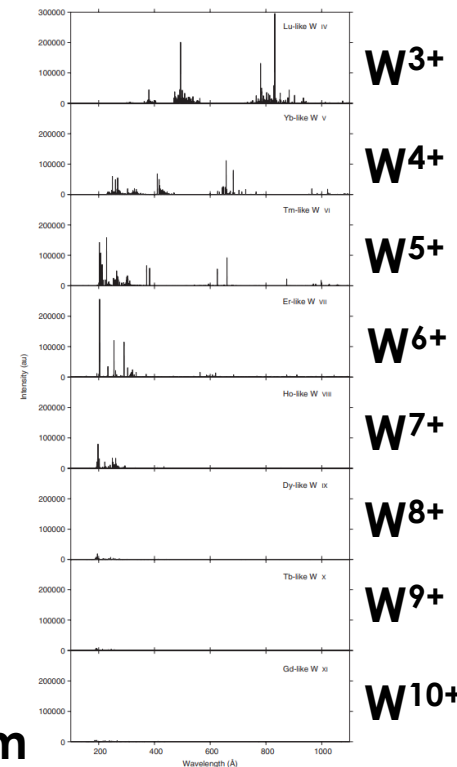 300000
200000
100000
0
Lu-like W IV
W3+
200000
100000
0
Yb-like W V
W4+
200000
100000
0
Tm-like W VI
W5+
200000
100000
0
Er-like W VII
W6+
Intensity (au)
200000
100000
0
Ho-like W VIII
W7+
200000
100000
0
Dy-like W IX
W8+
200000
100000
0
Tb-like W X
W9+
200000
100000
0
Gd-like W XI
W10+
m
200 400 600 800 1000
Wavelength (Å)